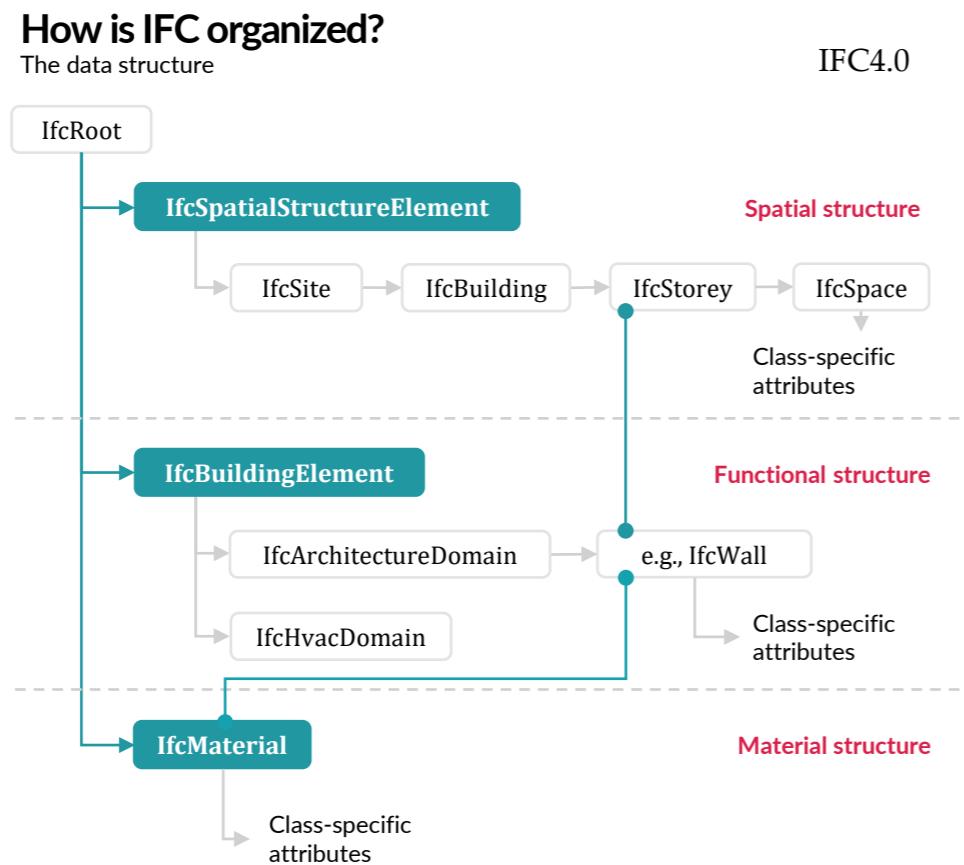 How is IFC organized?
The data structure
IFC4.0
IfcRoot
IfcSpatialStructureElement
Spatial structure
IfcSite
IfcBuilding
IfcStorey
IfcSpace
Class-specific
attributes
IfcBuildingElement
Functional structure
IfcArchitectureDomain
e.g., IfcWall
IfcHvacDomain
Class-specific
attributes
IfcMaterial
Material structure
Class-specific
attributes